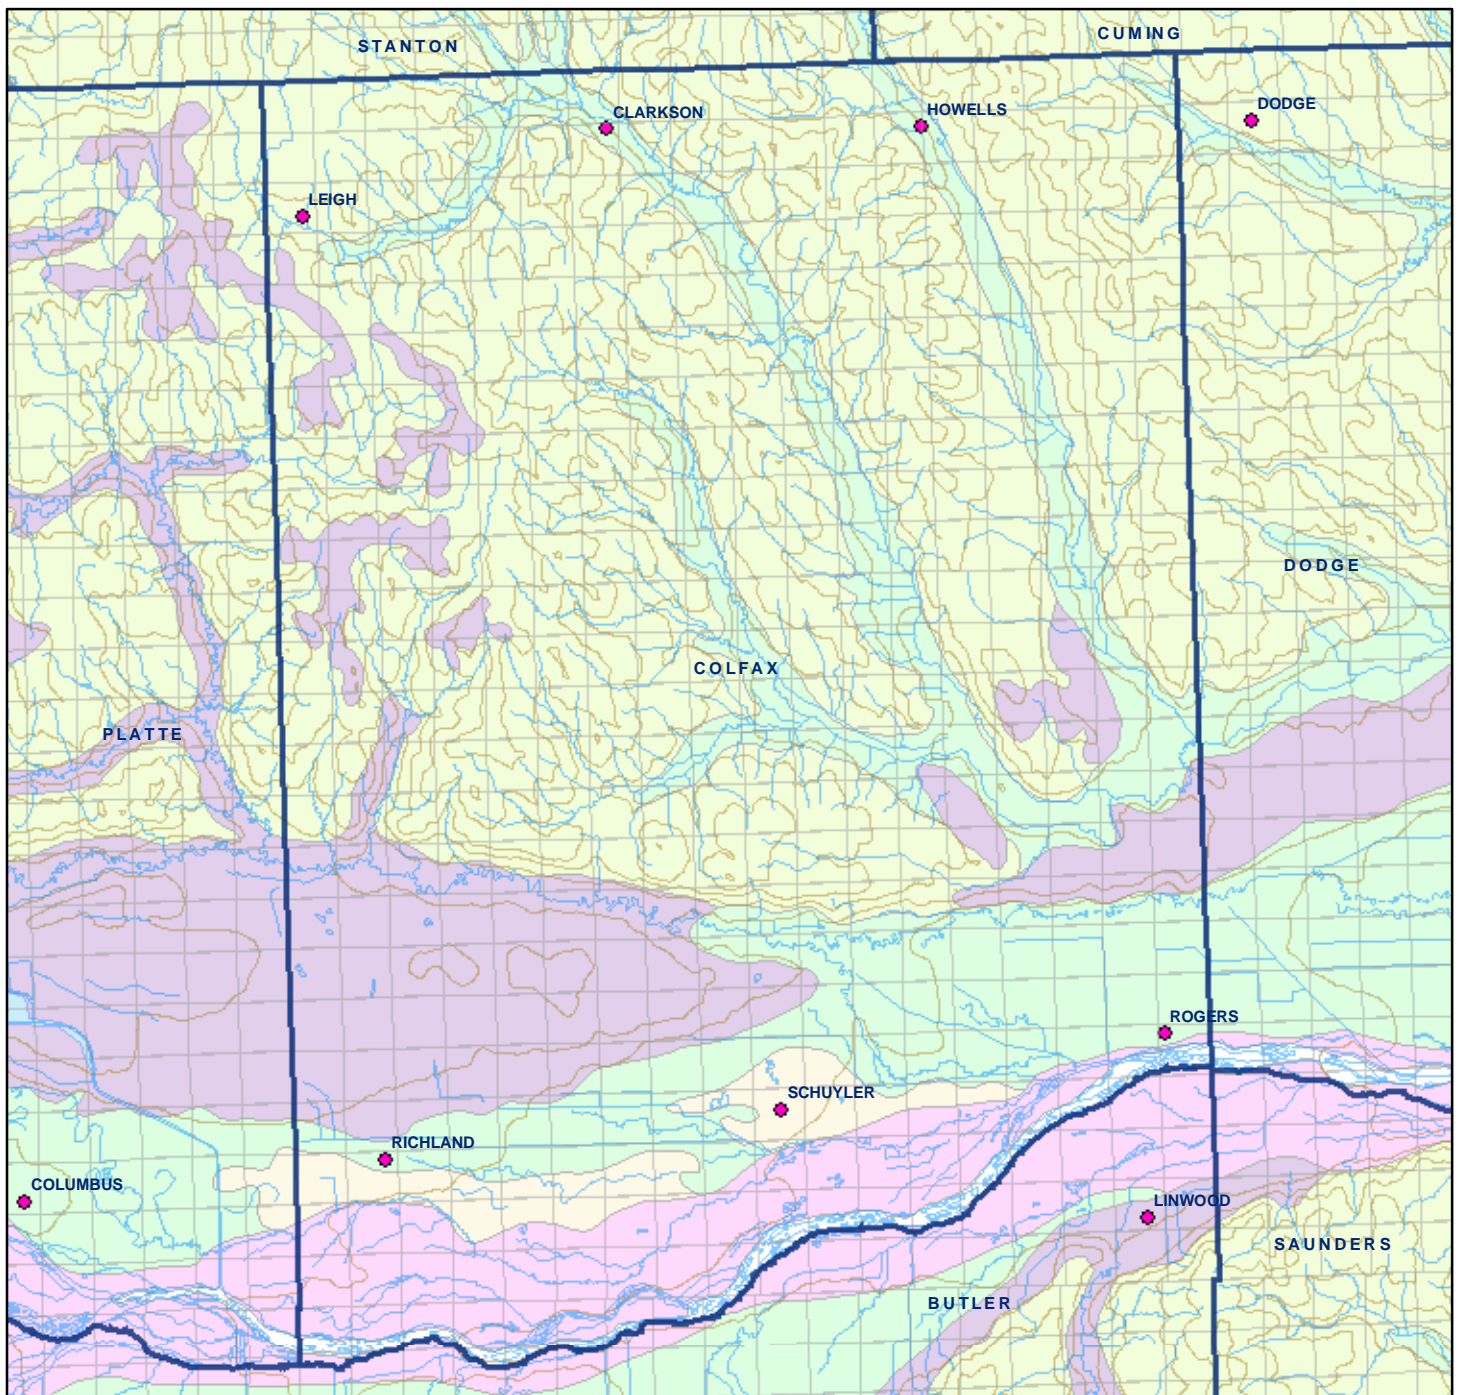 CUMING
STANTON
DODGE
HOWELLS
CLARKSON
LEIGH
DODGE
COLFAX
PLATTE
ROGERS
SCHUYLER
RICHLAND
COLUMBUS
LINWOOD
SAUNDERS
BUTLER